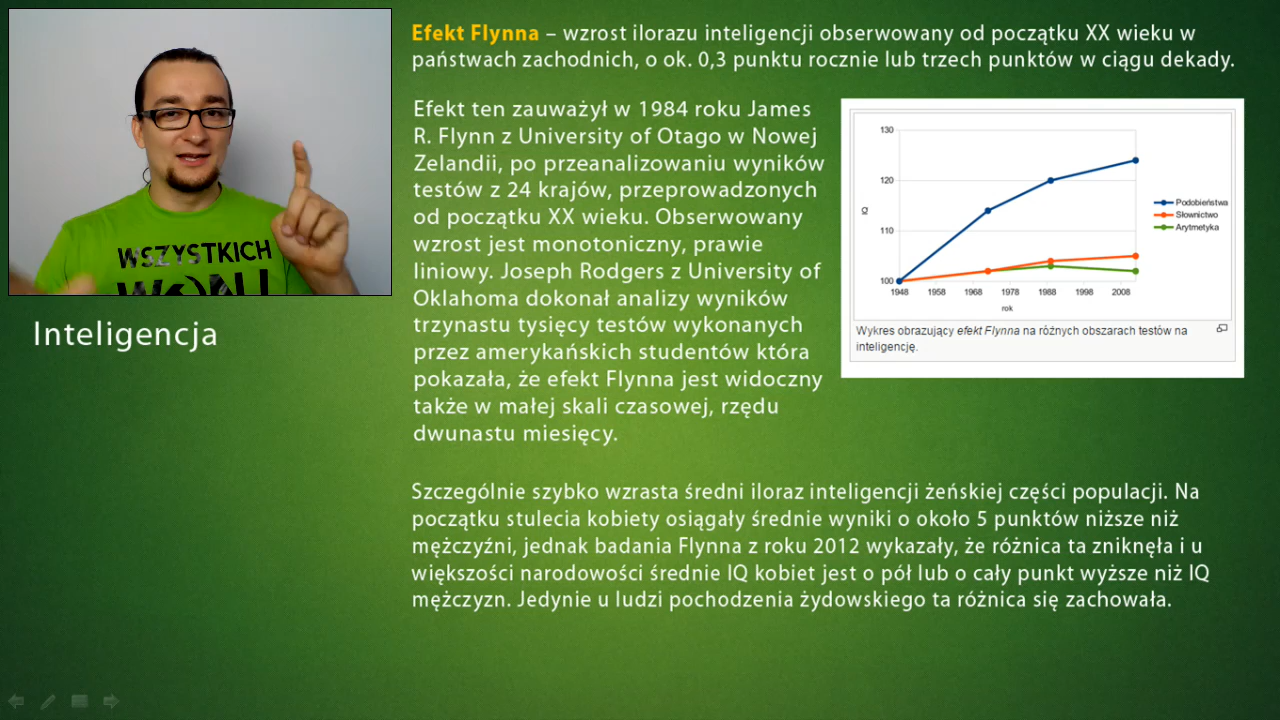 WSZYSTKICH
Inteligencja
Efekt Flynna – wzrost ilorazu inteligencji obserwowany od początku XX wieku w
państwach zachodnich, o ok. 0,3 punktu rocznie lub trzech punktów w ciągu dekady.
Efekt ten zauważył w 1984 roku James
R. Flynn z University of Otago w Nowej
Zelandii, po przeanalizowaniu wyników
testów z 24 krajów, przeprowadzonych
od początku XX wieku. Obserwowany
wzrost jest monotoniczny, prawie
liniowy. Joseph Rodgers z University of
Oklahoma dokonał analizy wyników
trzynastu tysięcy testów wykonanych
przez amerykańskich studentów która
pokazała, że efekt Flynna jest widoczny
także w małej skali czasowej, rzędu
dwunastu miesięcy.
130
120
110
100
IQ
1948 1958 1968 1978 1988 1998 2008
rok
Podobieństwa
Słownictwo
Arytmetyka
Wykres obrazujący efekt Flynna na różnych obszarach testów na
inteligencję.
Szczególnie szybko wzrasta średni iloraz inteligencji żeńskiej części populacji. Na
początku stulecia kobiety osiągały średnie wyniki o około 5 punktów niższe niż
mężczyźni, jednak badania Flynna z roku 2012 wykazały, że różnica ta zniknęła i u
większości narodowości średnie IQ kobiet jest o pół lub o cały punkt wyższe niż IQ
mężczyzn. Jedynie u ludzi pochodzenia żydowskiego ta różnica się zachowała.